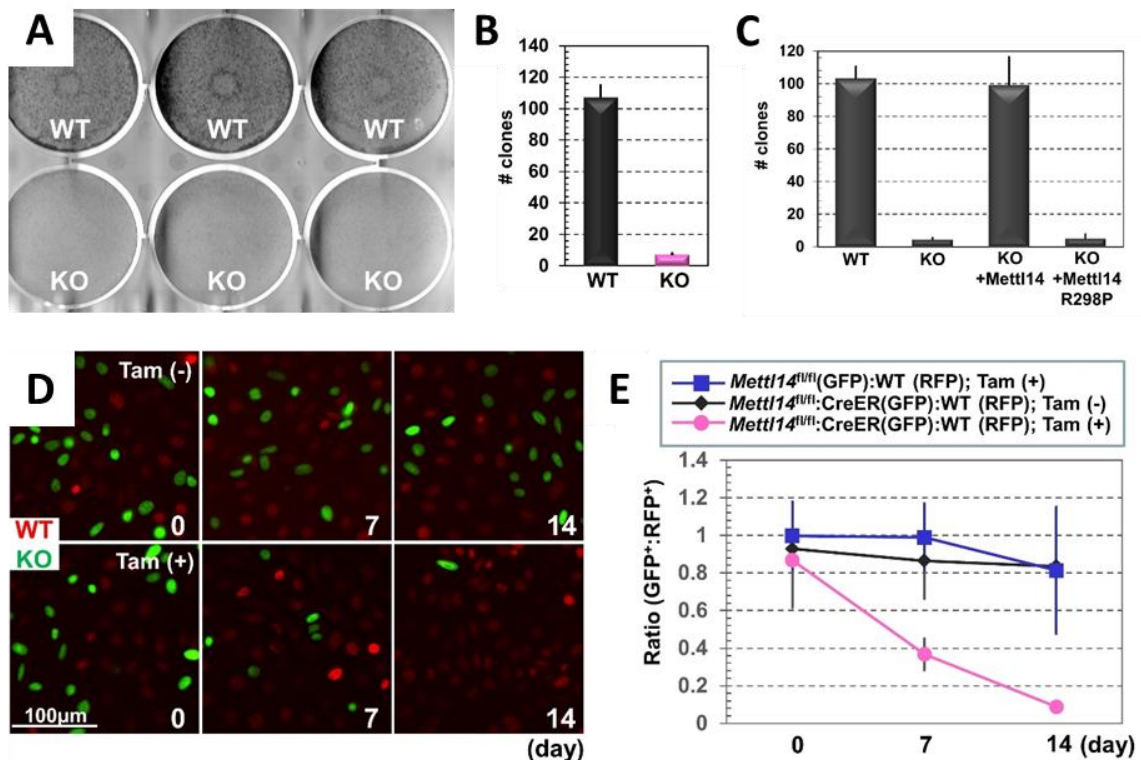 A
WT
WT
WT
KO
KO
KO
B
140
120
100
80
60
40
20
0
# clones
WT
KO
C
120
100
80
60
40
20
0
# clones
WT
KO
KO
+Mettl14
KO
+Mettl14
R298P
D
Tam (-)
WT
KO
0
7
14
Tam (+)
100μm
0
7
14
(day)
E
Mettl14fl/fl(GFP):WT (RFP); Tam (+)
Mettl14fl/fl:CreER(GFP):WT (RFP); Tam (-)
Mettl14fl/fl:CreER(GFP):WT (RFP); Tam (+)
1.4
1.2
1
0.8
0.6
0.4
0.2
0
Ratio (GFP+:RFP+)
0
7
14 (day)